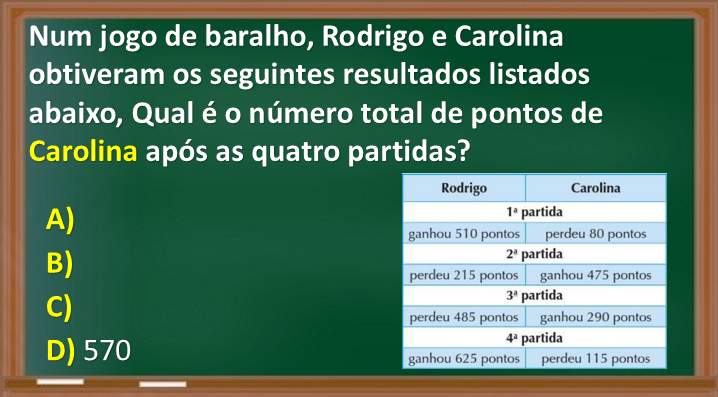 Num jogo de baralho, Rodrigo e Carolina
obtiveram os seguintes resultados listados
abaixo, Qual é o número total de pontos de
Carolina após as quatro partidas?
A)
B)
C)
D) 570
Rodrigo Carolina
1ª partida
ganhou 510 pontos perdeu 80 pontos
2ª partida
perdeu 215 pontos ganhou 475 pontos
3ª partida
perdeu 485 pontos ganhou 290 pontos
4ª partida
ganhou 625 pontos perdeu 115 pontos